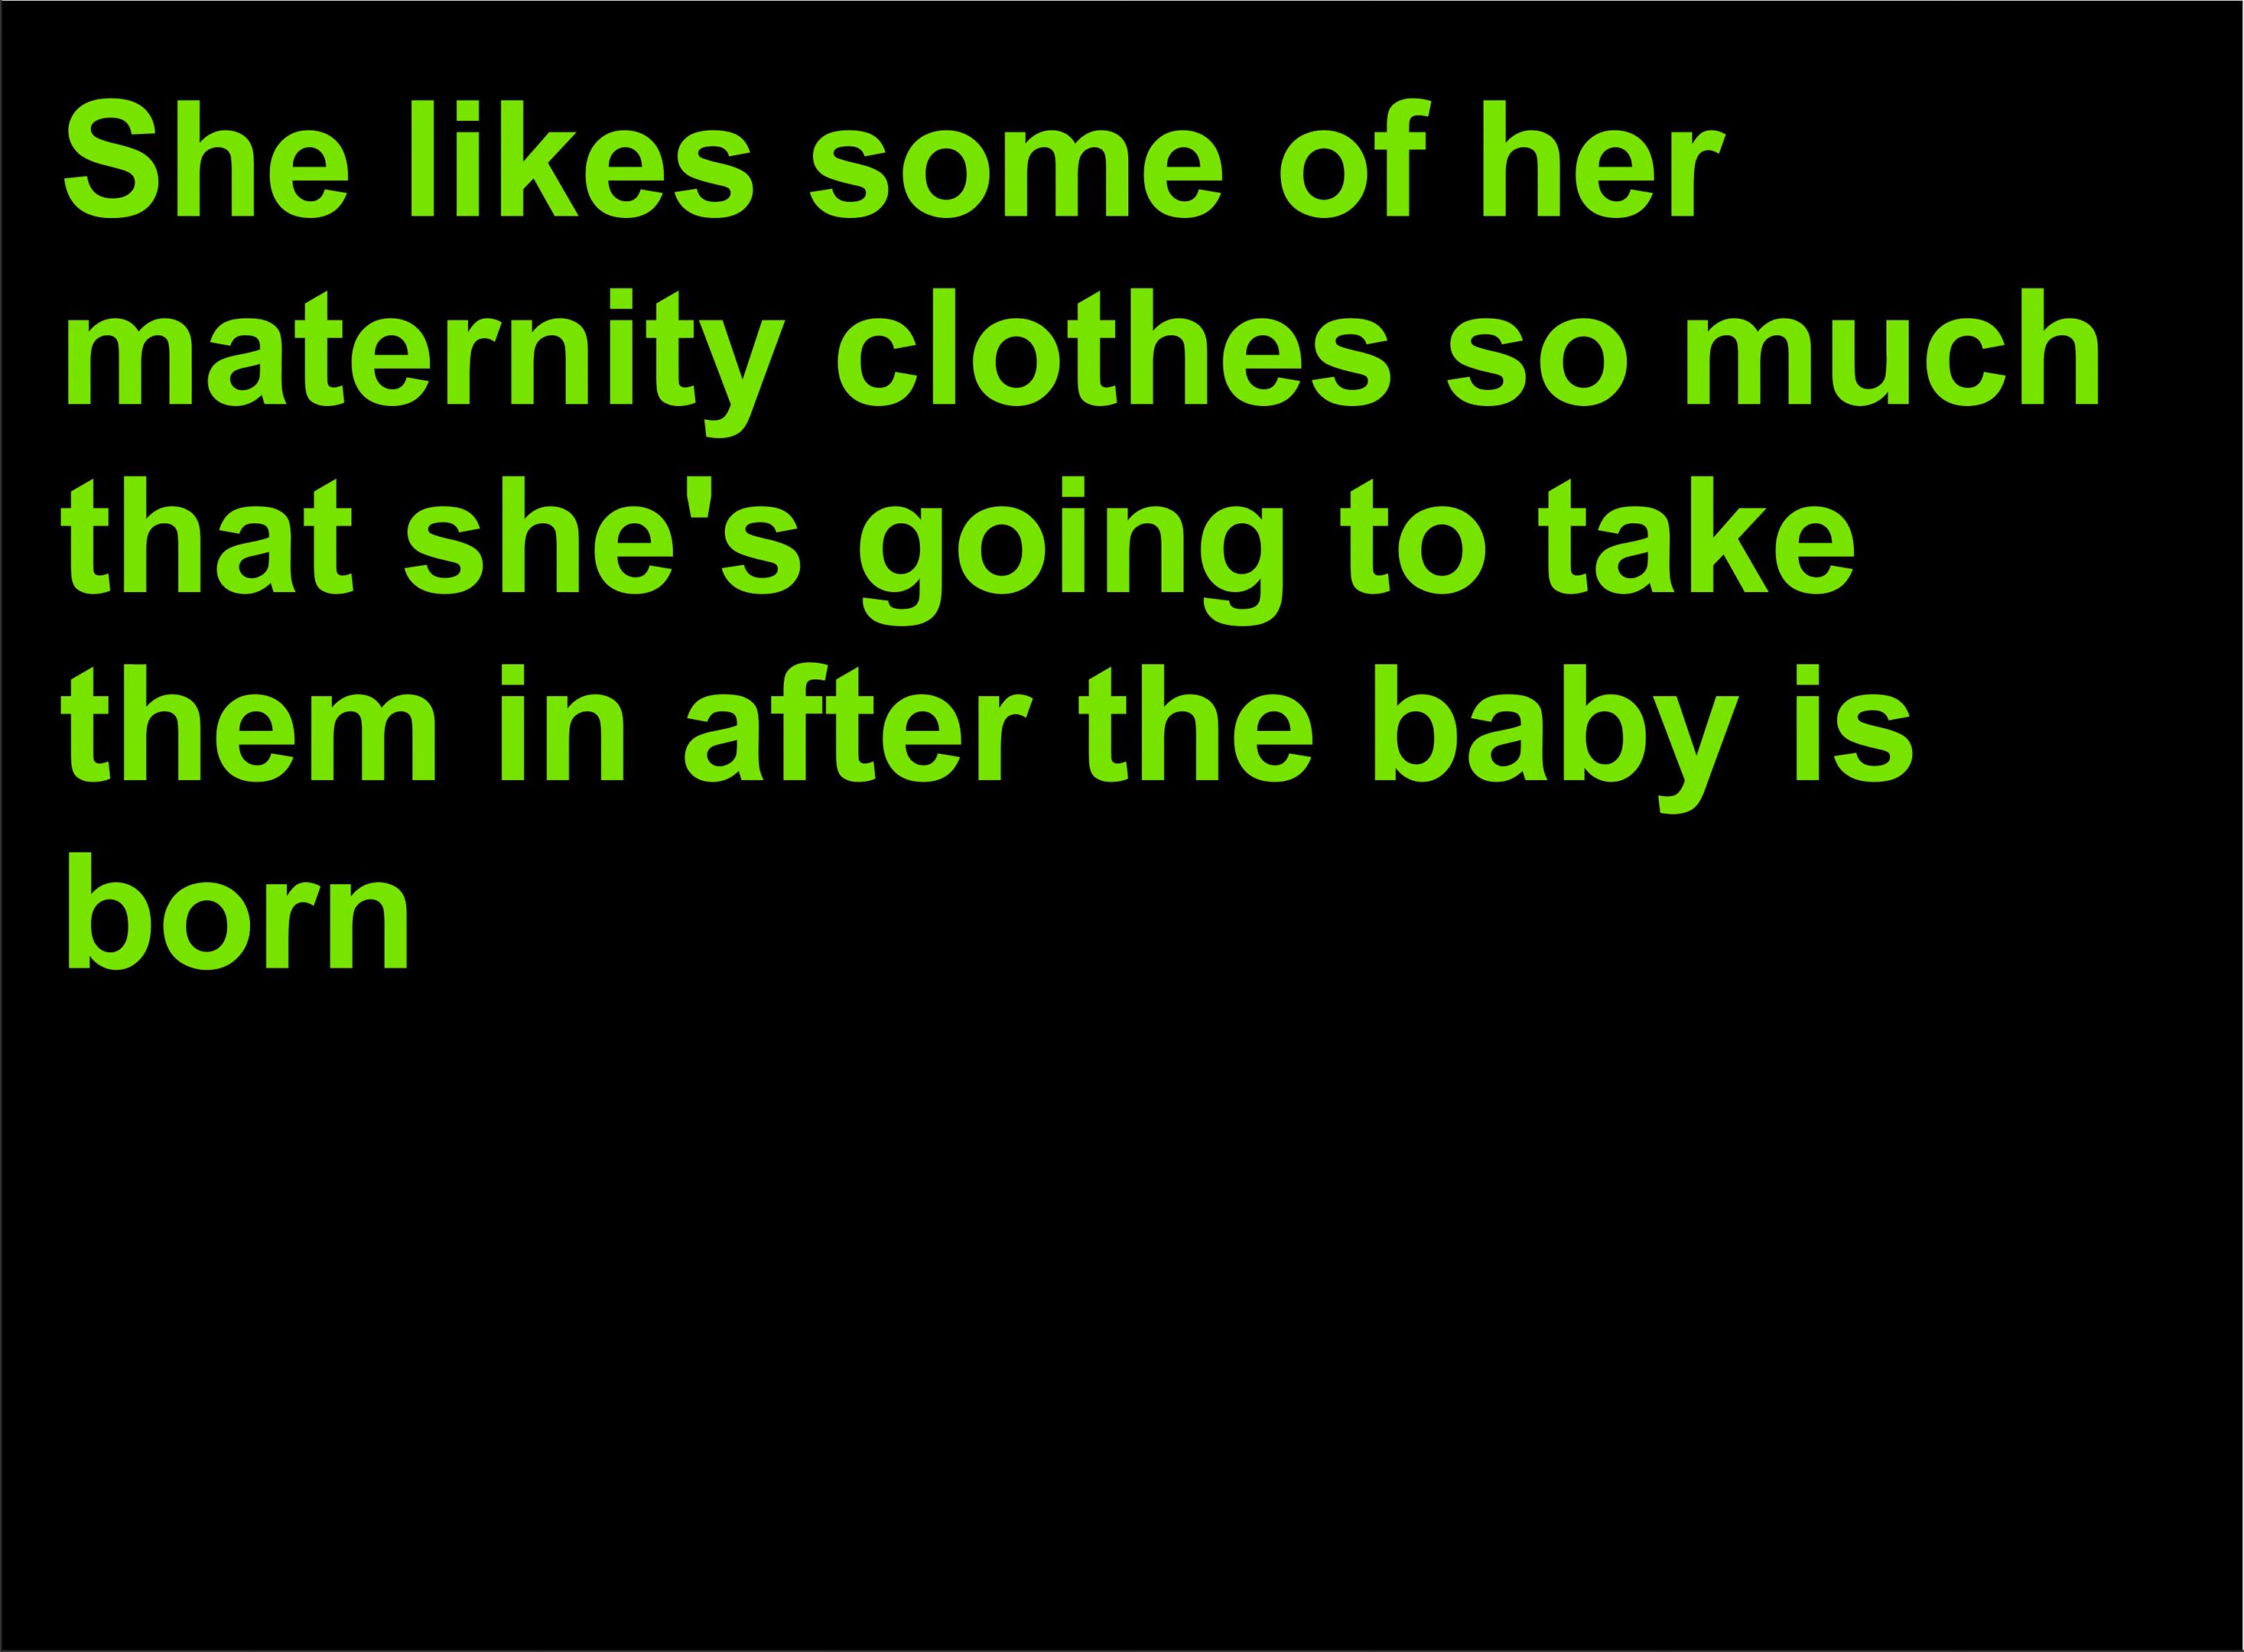 She likes some of her
maternity clothes so much
that she's going to take
them in after the baby is
born